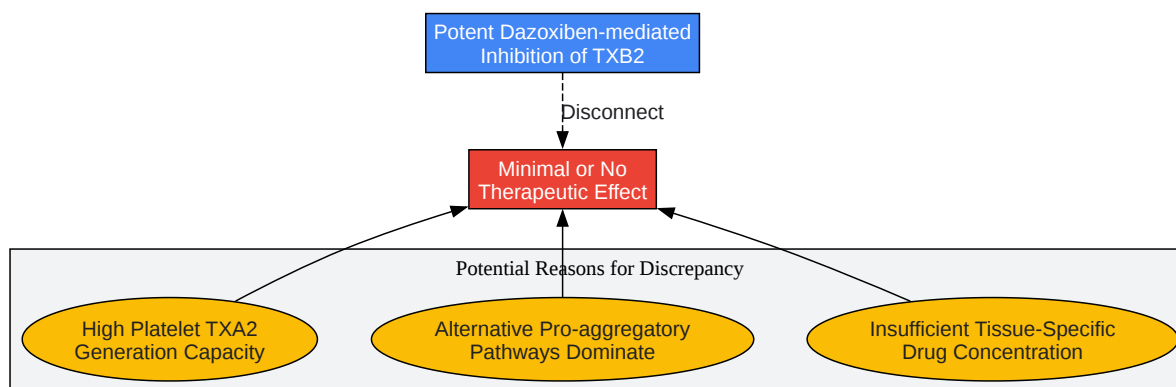 Potent Dazoxiben-mediated
Inhibition of TXB2
Disconnect
Minimal or No
Therapeutic Effect
Potential Reasons for Discrepancy
High Platelet TXA2
Generation Capacity
Alternative Pro-aggregatory
Pathways Dominate
Insufficient Tissue-Specific
Drug Concentration